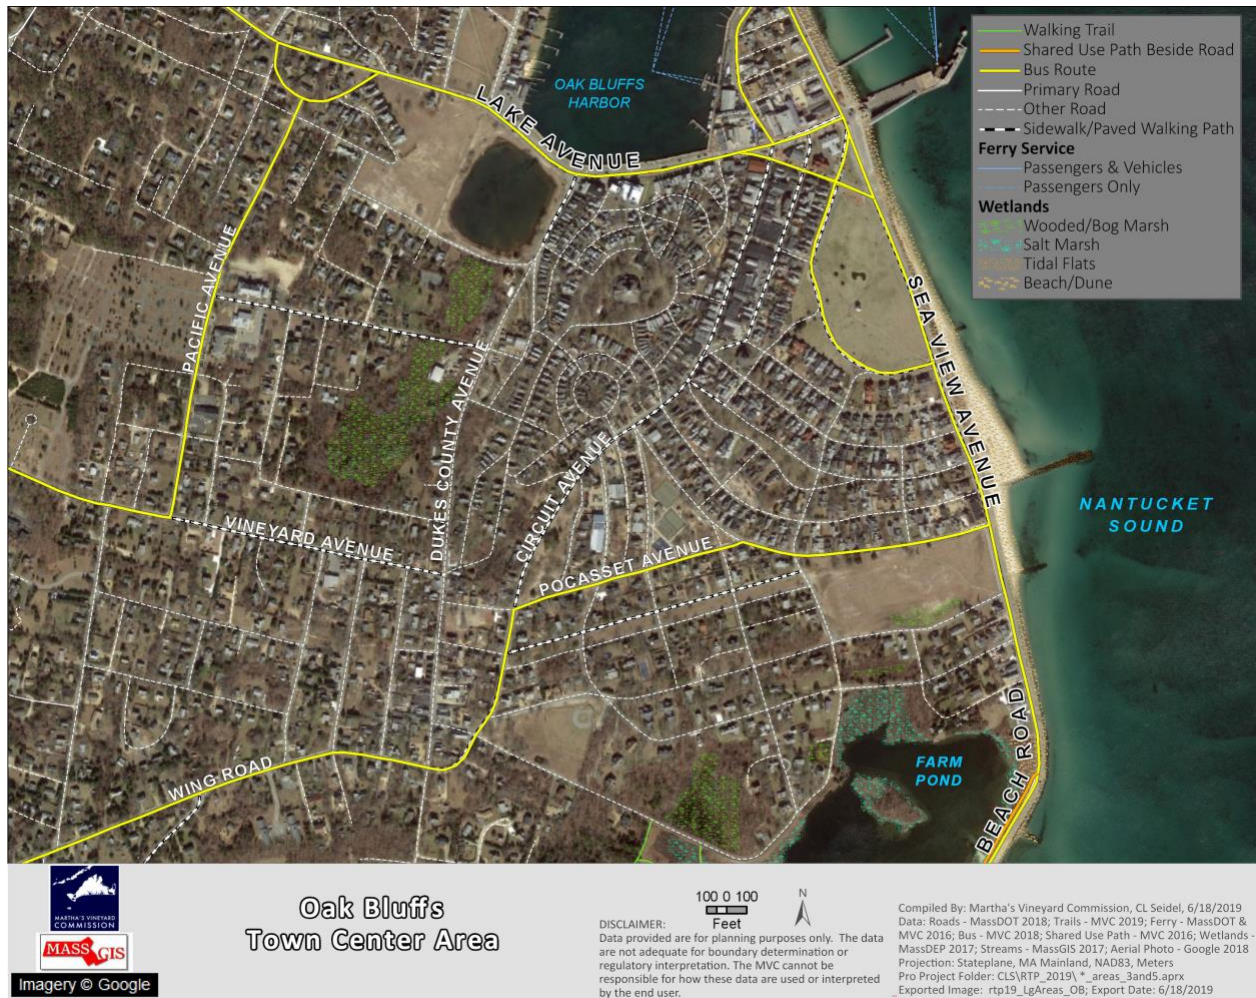 Walking Trail
Shared Use Path Beside Road
Bus Route
Primary Road
Other Road
Sidewalk/Paved Walking Path
Ferry Service
Passengers & Vehicles
Passengers Only
Wetlands
Wooded/Bog Marsh
Salt Marsh
Tidal Flats
Beach/Dune
OAK BLUFFS
HARBOR
LAKE AVENUE
PACIFIC AVENUE
SEA VIEW AVENUE
DUKES COUNTY AVENUE
CIRCUIT AVENUE
VINEYARD AVENUE
POCASSET AVENUE
NANTUCKET
SOUND
WING ROAD
FARM
POND
BEACH ROAD
MARTHA'S VINEYARD
COMMISSION
MASS GIS
Imagery © Google
Oak Bluffs
Town Center Area
100 0 100
Feet
N
DISCLAIMER:
Data provided are for planning purposes only. The data
are not adequate for boundary determination or
regulatory interpretation. The MVC cannot be
responsible for how these data are used or interpreted
by the end user.
Compiled By: Martha's Vineyard Commission, CL Seidel, 6/18/2019
Data: Roads - MassDOT 2018; Trails - MVC 2019; Ferry - MassDOT &
MVC 2016; Bus - MVC 2018; Shared Use Path - MVC 2016; Wetlands -
MassDEP 2017; Streams - MassGIS 2017; Aerial Photo - Google 2018
Projection: Stateplane, MA Mainland, NAD83, Meters
Pro Project Folder: CLS\RTP_2019\ *_areas_3and5.aprx
Exported Image: rtp19_LgAreas_OB; Export Date: 6/18/2019